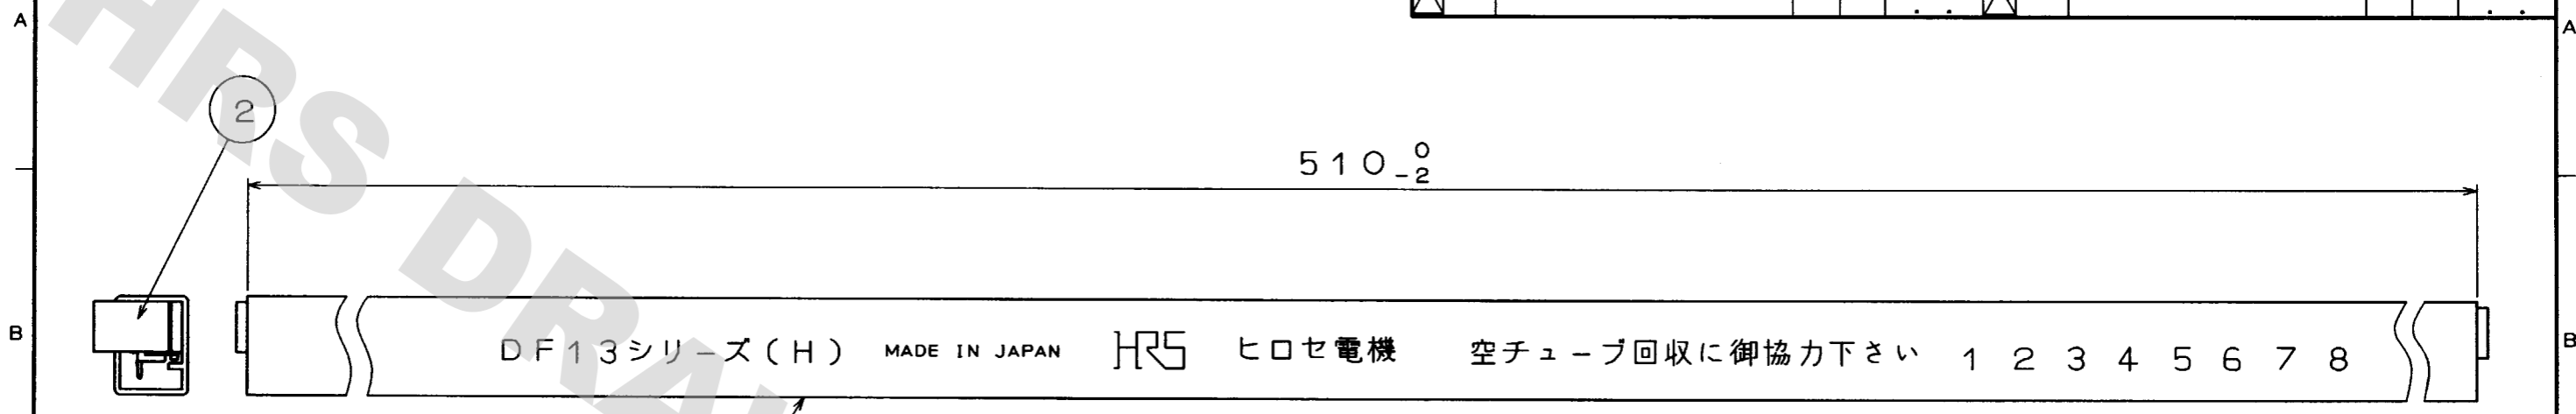 A A
HRS DRA
2
510 0 -2
B B
DF13シリーズ(H) MADE IN JAPAN HRS ヒロセ電機 空チューブ回収に御協力下さい 1 2 3 4 5 6 7 8